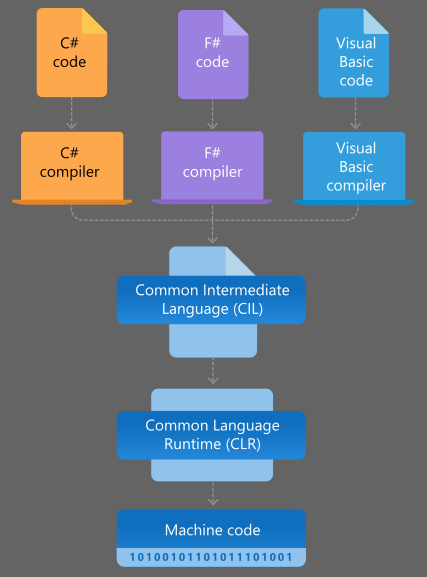 C#
code
F#
code
Visual
Basic
code
C#
compiler
F#
compiler
Visual
Basic
compiler
Common Intermediate
Language (CIL)
Common Language
Runtime (CLR)
Machine code
10100101101011101001